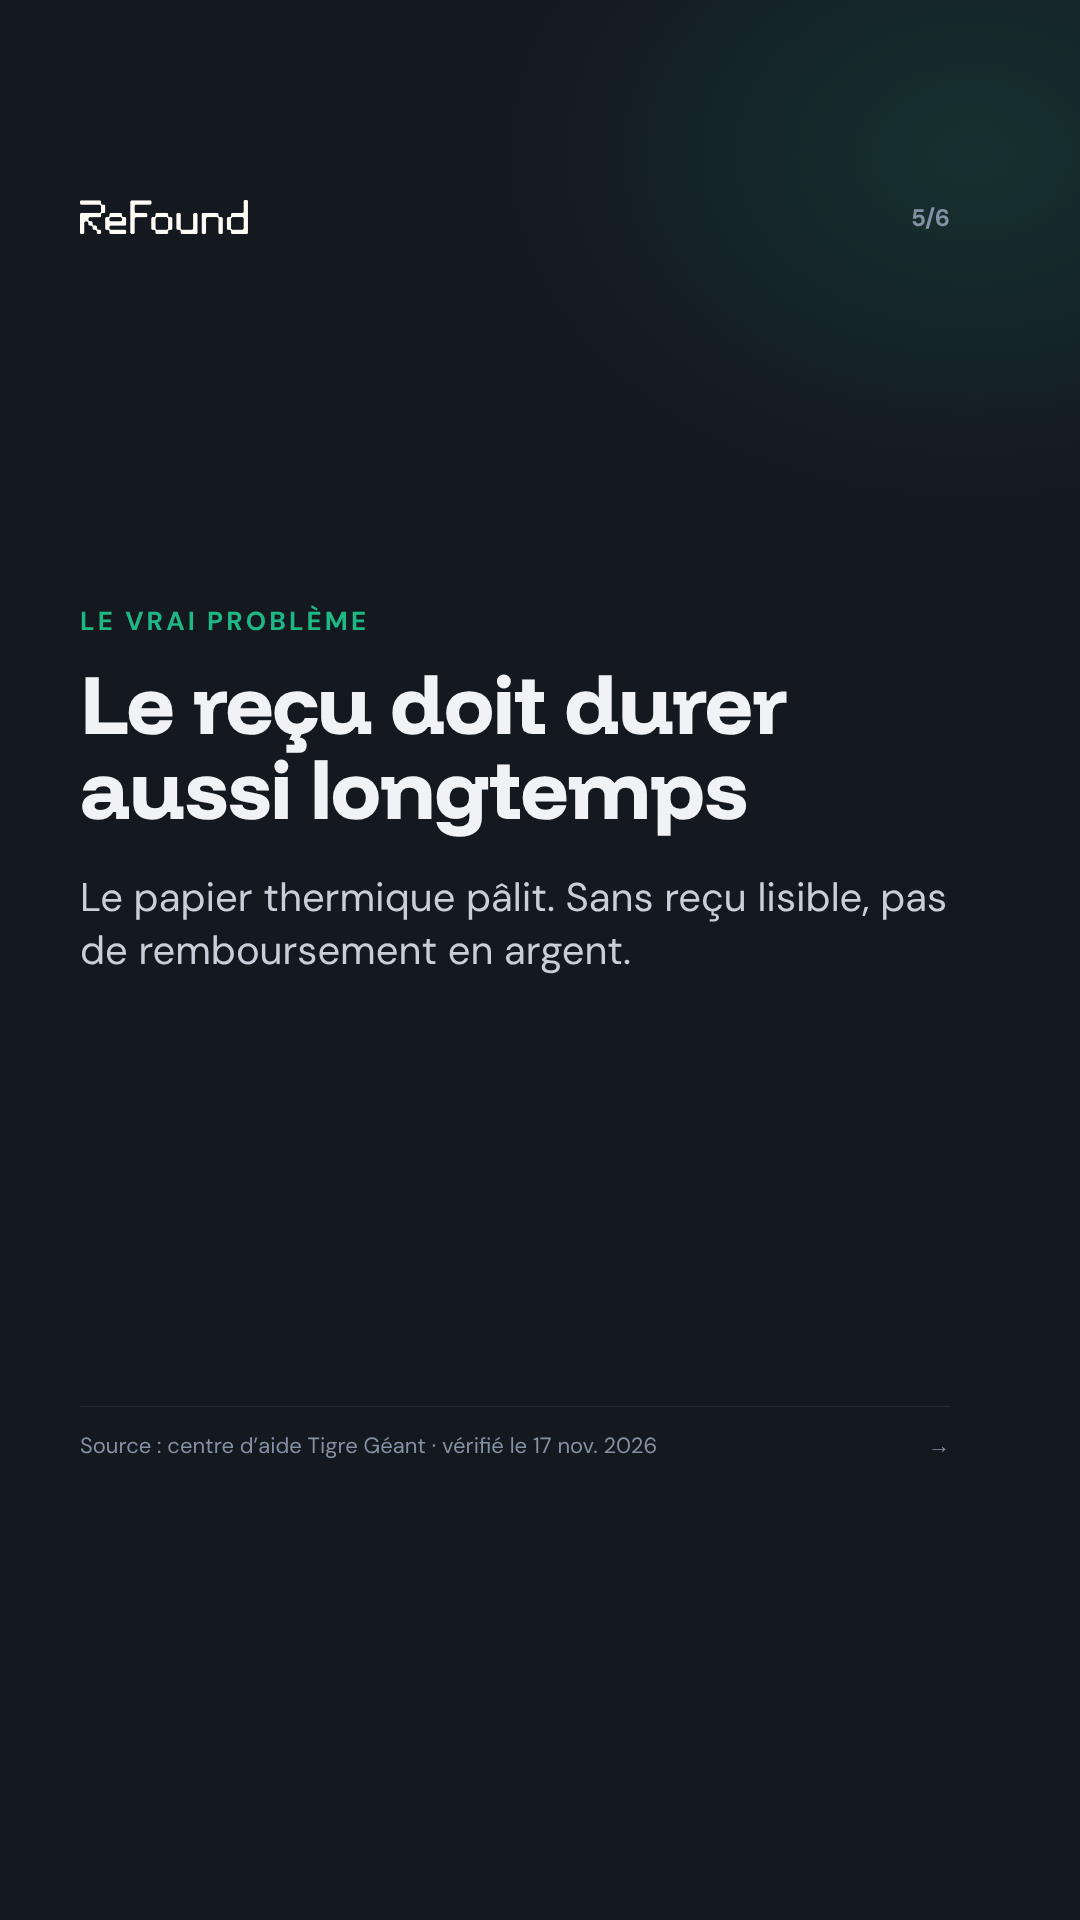 ReFound
5/6
LE VRAI PROBLÈME
Le reçu doit durer
aussi longtemps
Le papier thermique pâlit. Sans reçu lisible, pas
de remboursement en argent.
Source : centre d’aide Tigre Géant · vérifié le 17 nov. 2026 →